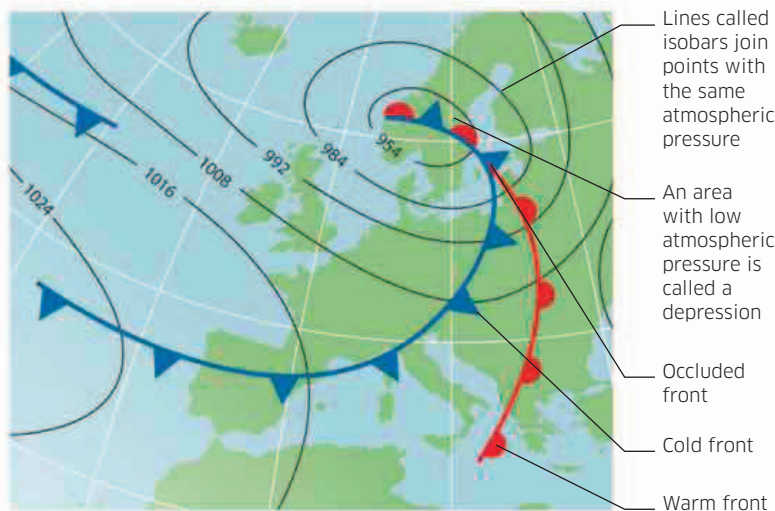 Lines called
isobars join
points with
the same
atmospheric
pressure
An area
with low
atmospheric
pressure is
called a
depression
Occluded
front
Cold front
Warm front
954
984
992
1008
1016
1024